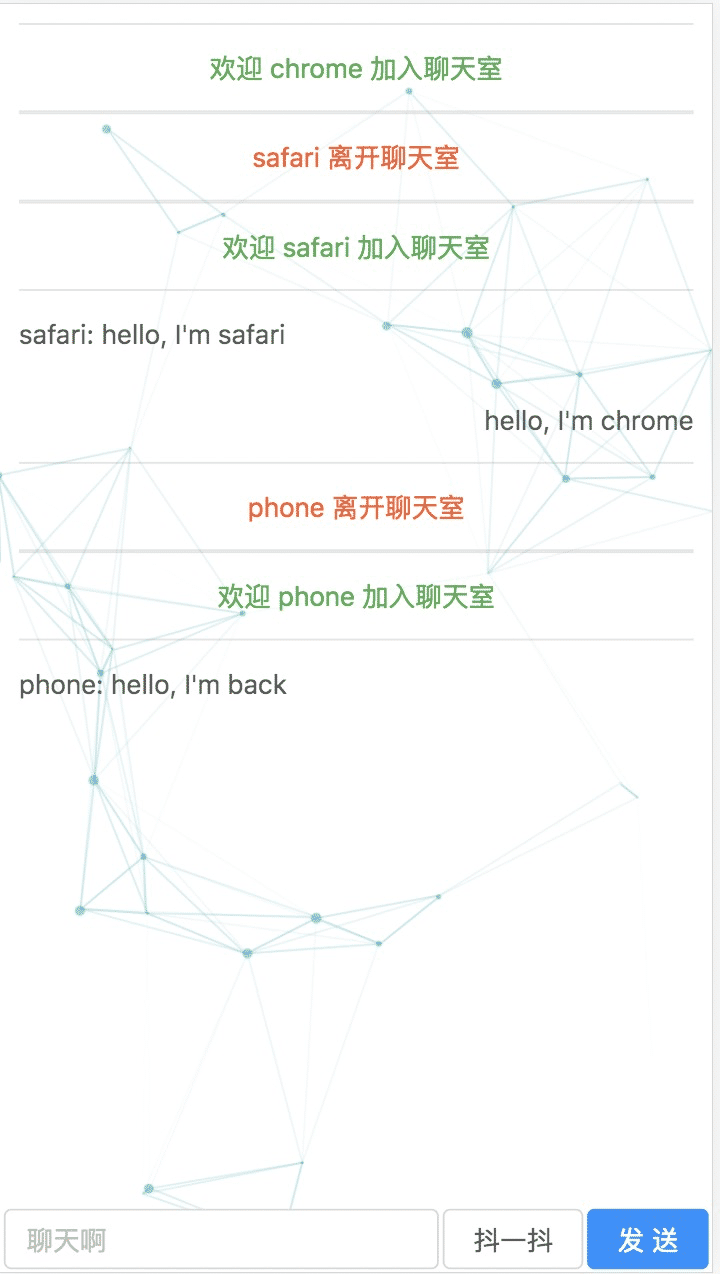 欢迎 chrome 加入聊天室
safari 离开聊天室
欢迎 safari 加入聊天室
safari: hello, I'm safari
hello, I'm chrome
phone 离开聊天室
欢迎 phone 加入聊天室
phone: hello, I'm back
聊天啊 抖一抖 发 送